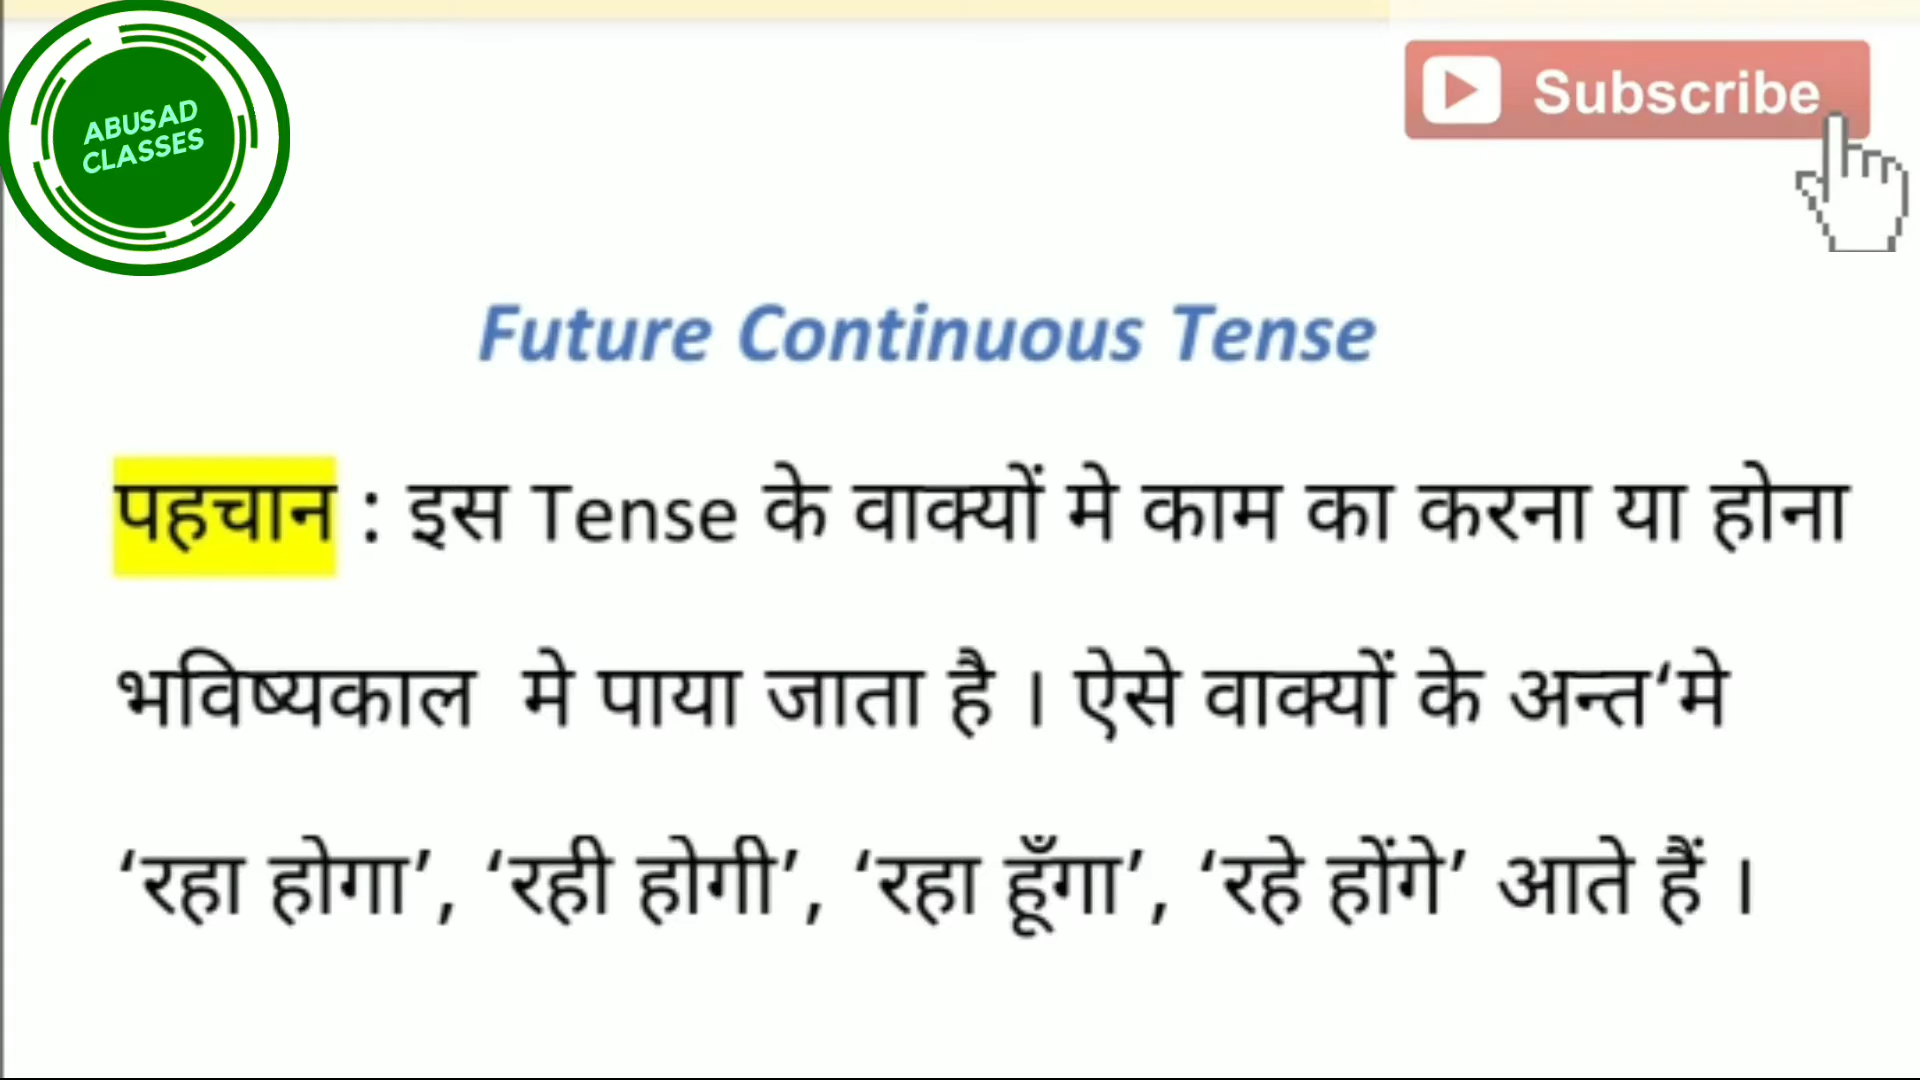 ABUSAD
CLASSES
Subscribe
Future Continuous Tense
पहचान : इस Tense के वाक्यों मे काम का करना या होना
भविष्यकाल मे पाया जाता है । ऐसे वाक्यों के अन्त‘मे
‘रहा होगा’, ‘रही होगी’, ‘रहा हूँगा’, ‘रहे होंगे’ आते हैं ।